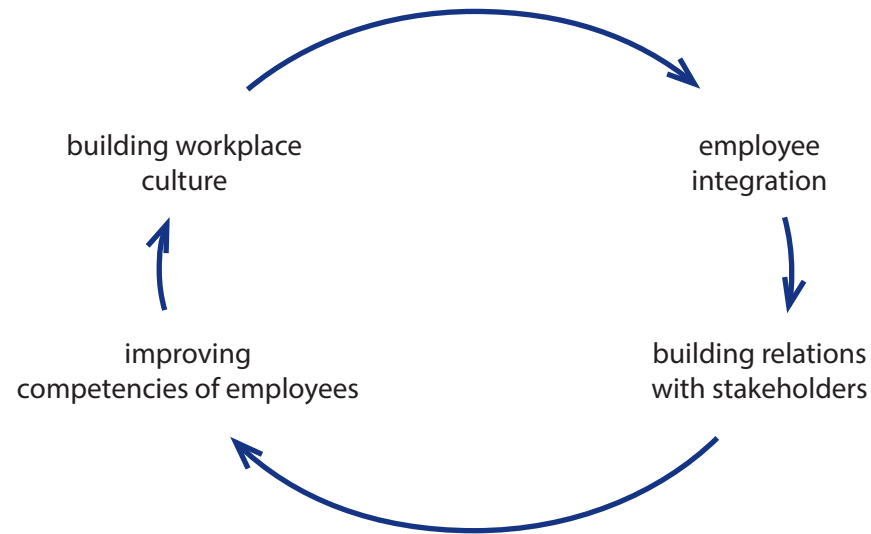 building workplace
culture
employee
integration
building relations
with stakeholders
improving
competencies of employees